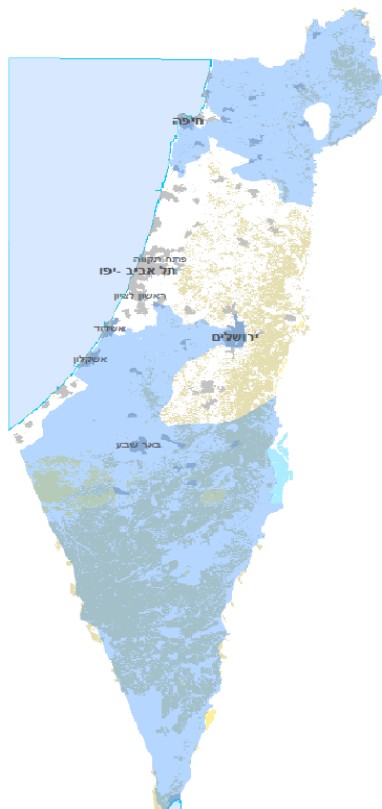 חיפה
פתח תקווה
תל אביב -יפו
ראשון לציון
אשדוד
ירושלים
אשקלון
באר שבע